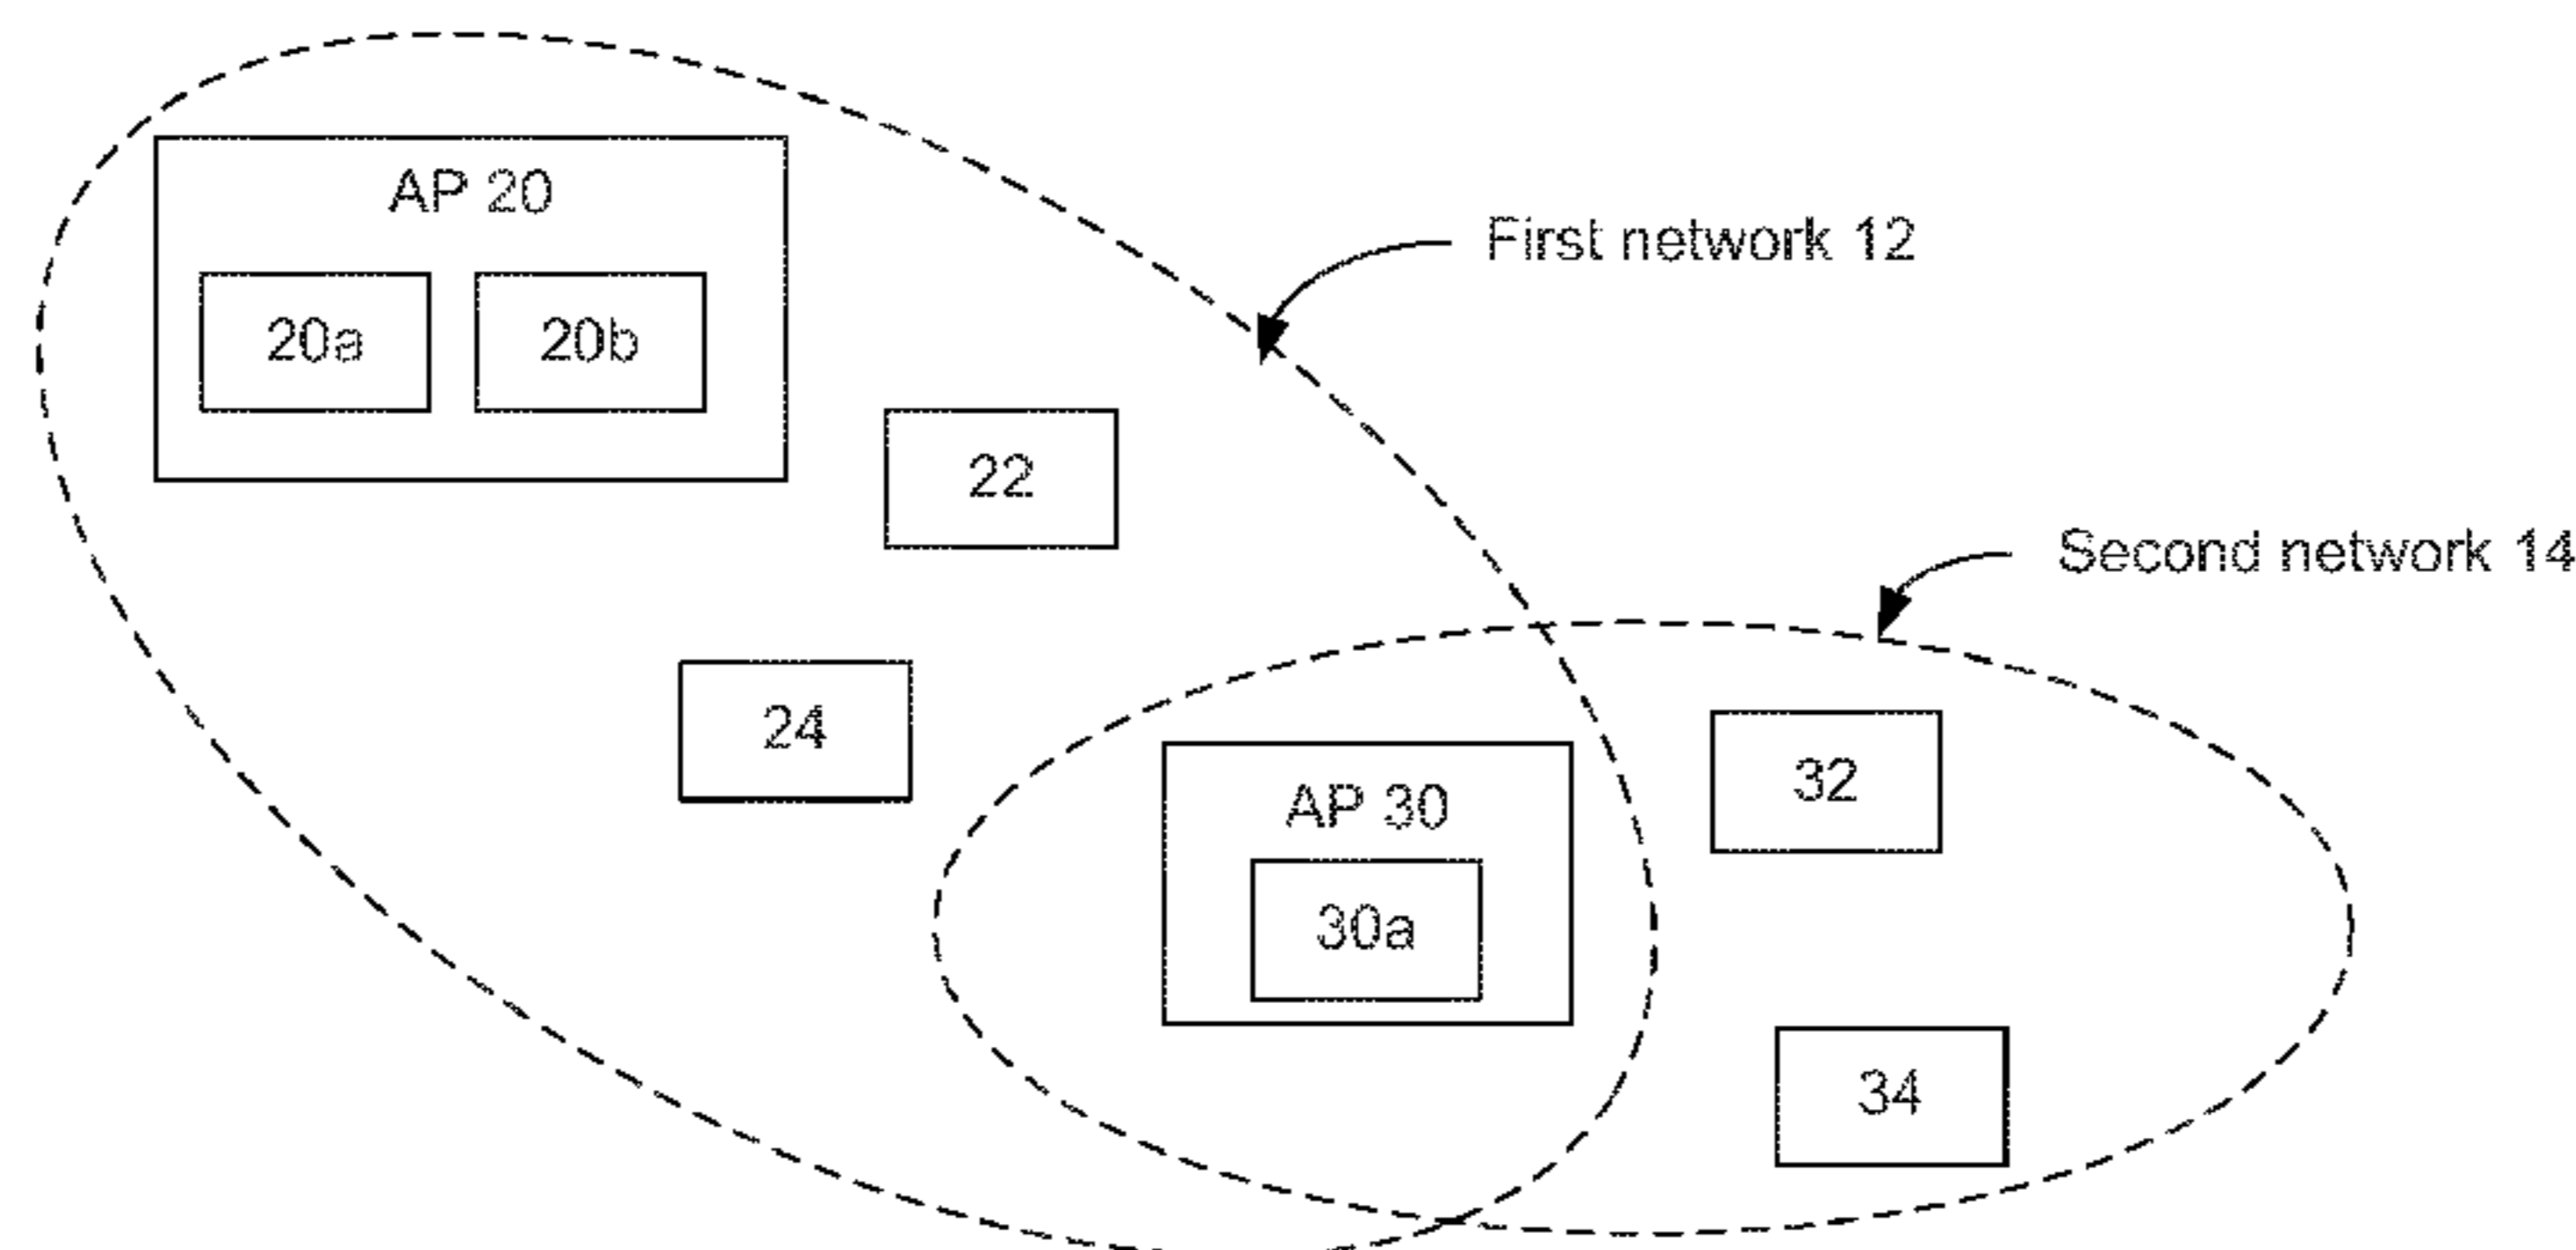 AP 20
20a
20b
First network 12
22
Second network 14
24
AP 30
32
30a
34